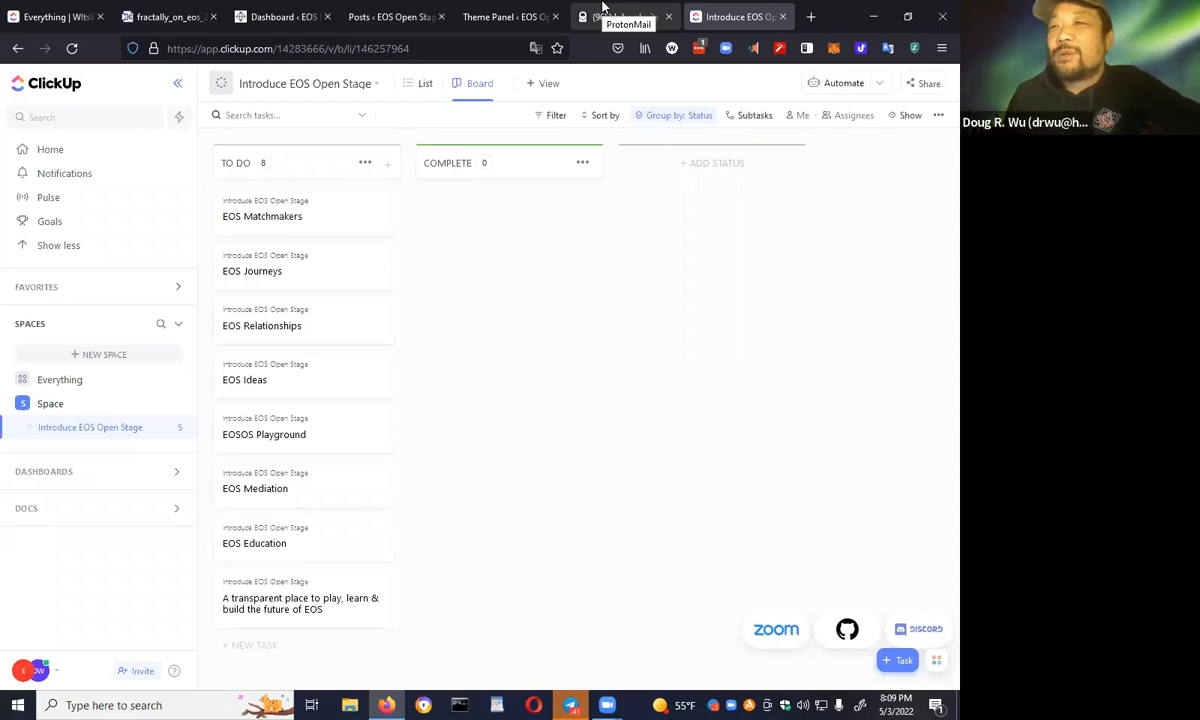 Everything | WItsV
fractally_on_eos_2
Dashboard ‹ EOS
Posts ‹ EOS Open Sta
Theme Panel ‹ EOS Op
Introduce EOS Op
ProtonMail
https://app.clickup.com/14283666/v/b/li/146257964
1
ClickUp
Introduce EOS Open Stage
List
Board
+ View
Automate
Share
Search
Search tasks...
Filter
Sort by
Group by: Status
Subtasks
Me
Assignees
Show
Doug R. Wu (drwu@h...
Home
Notifications
Pulse
Goals
Show less
FAVORITES
SPACES
+ NEW SPACE
Everything
S Space
Introduce EOS Open Stage 5
DASHBOARDS
DOCS
TO DO 8
COMPLETE 0
+ ADD STATUS
Introduce EOS Open Stage
EOS Matchmakers
Introduce EOS Open Stage
EOS Journeys
Introduce EOS Open Stage
EOS Relationships
Introduce EOS Open Stage
EOS Ideas
Introduce EOS Open Stage
EOSOS Playground
Introduce EOS Open Stage
EOS Mediation
Introduce EOS Open Stage
EOS Education
Introduce EOS Open Stage
A transparent place to play, learn &
build the future of EOS
+ NEW TASK
zoom
DISCORD
+ Task
E DW
Invite
?
Type here to search
41
55°F
8:09 PM
5/3/2022